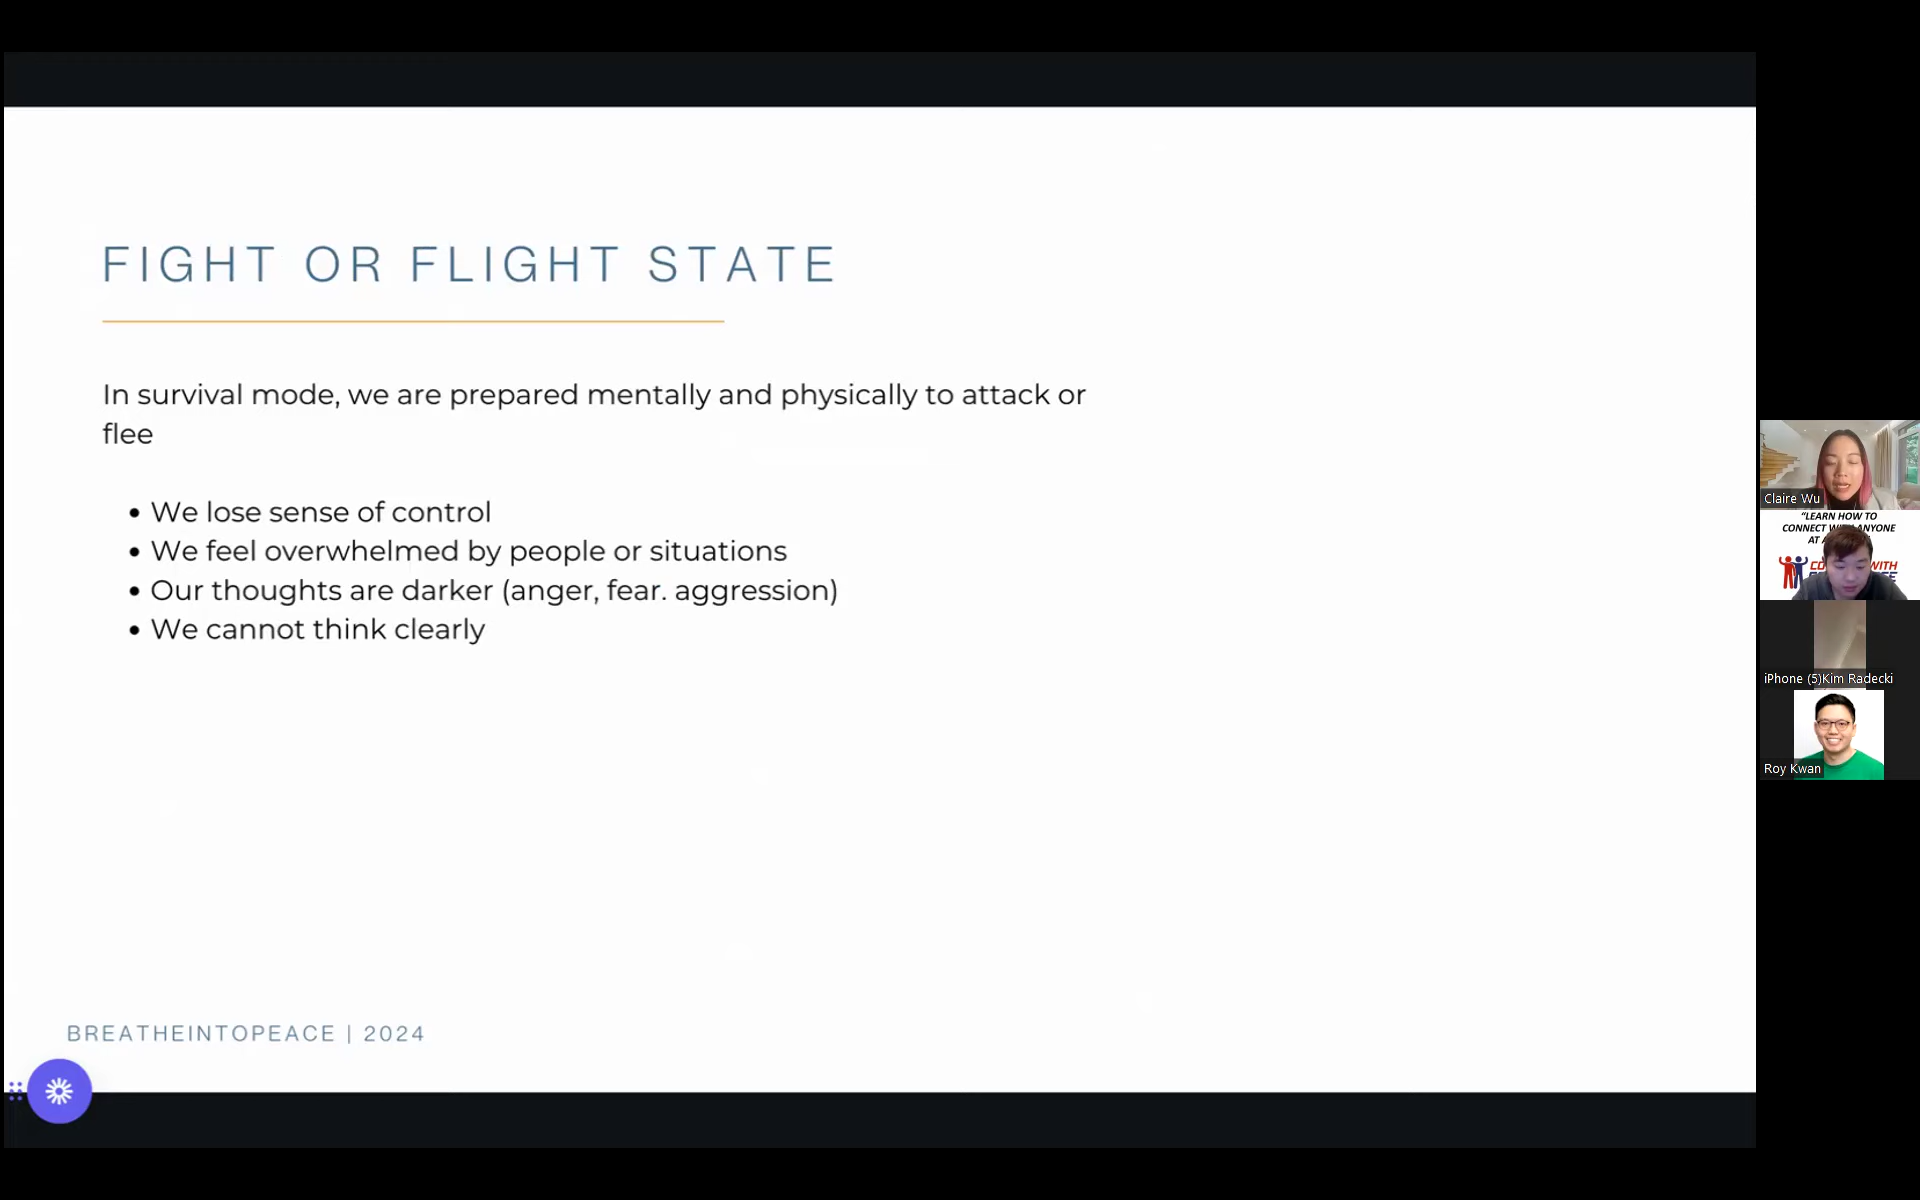 FIGHT OR FLIGHT STATE
In survival mode, we are prepared mentally and physically to attack or
flee
• We lose sense of control
• We feel overwhelmed by people or situations
• Our thoughts are darker (anger, fear. aggression)
• We cannot think clearly
BREATHEINTOPEACE | 2024
Claire Wu
“LEARN HOW TO
CONNECT WITH ANYONE
AT
WITH
iPhone (5)Kim Radecki
Roy Kwan